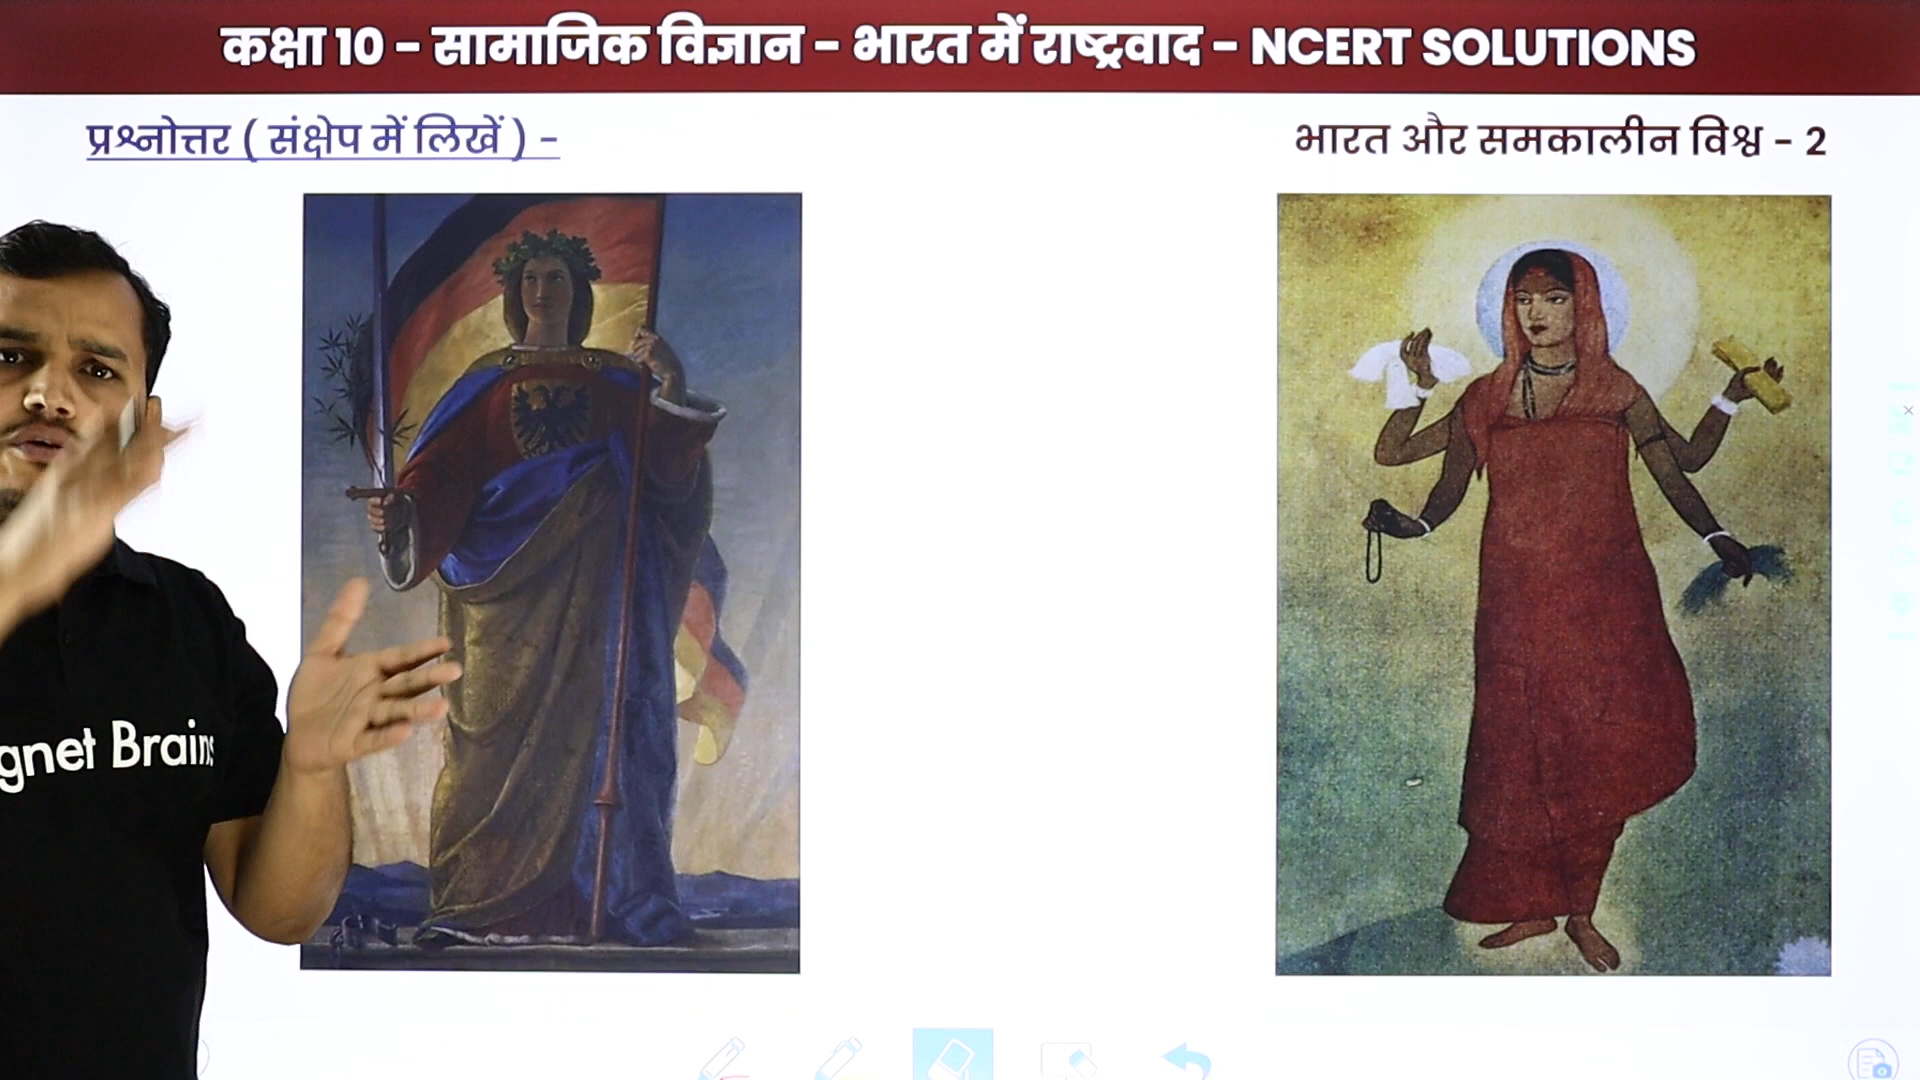 कक्षा 10 - सामाजिक विज्ञान - भारत में राष्ट्रवाद - NCERT SOLUTIONS
प्रश्नोत्तर ( संक्षेप में लिखें ) -
भारत और समकालीन विश्व - 2
gnet Brains